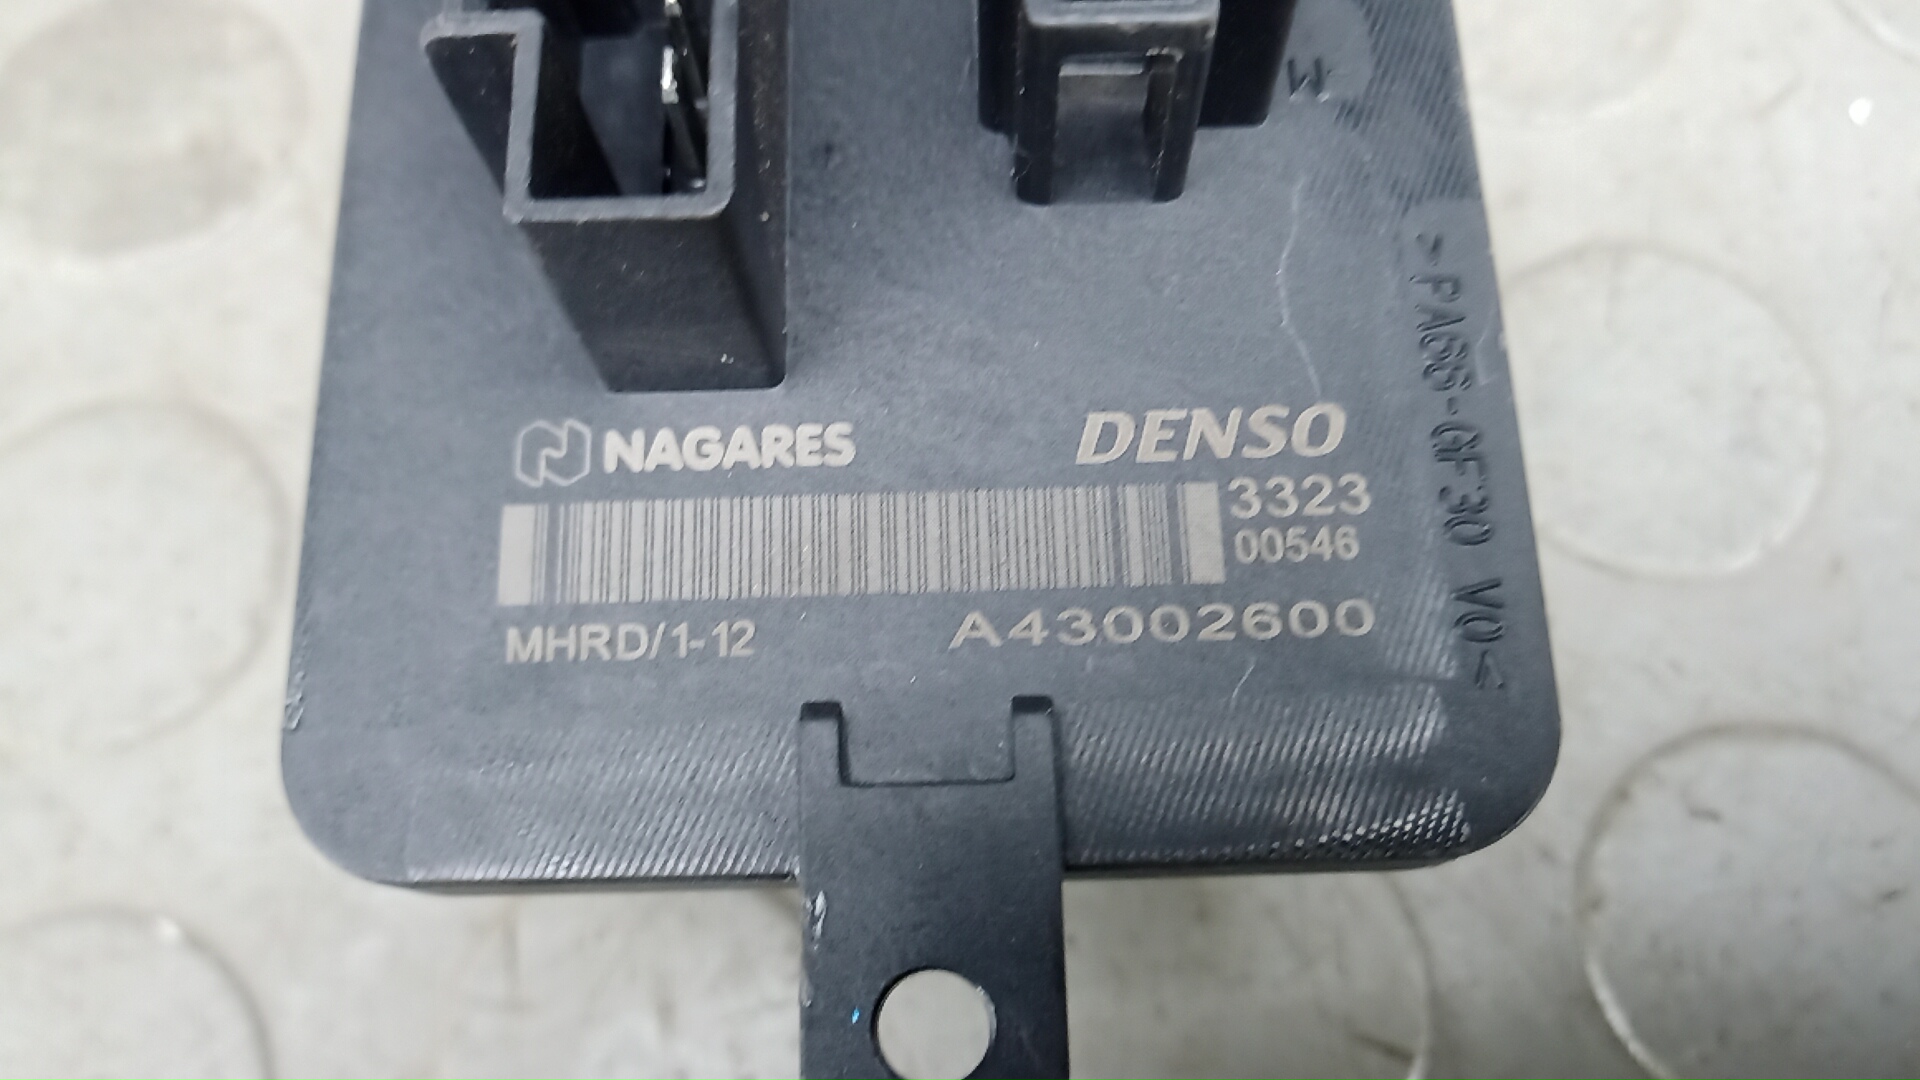 M
NAGARES
DENSO
3323
00546
MHRD/1-12
A43002600
>PA66-GF30 V0<